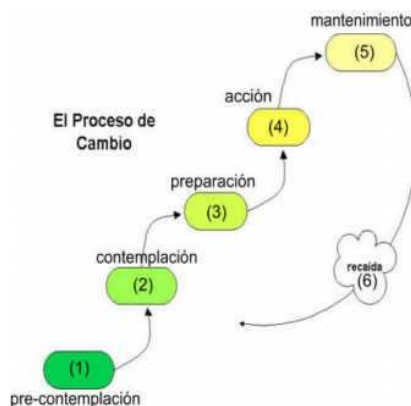 mantenimiento
(5)
acción
(4)
El Proceso de
Cambio
preparación
(3)
contemplación
(2)
recaída
(6)
(1)
pre-contemplación